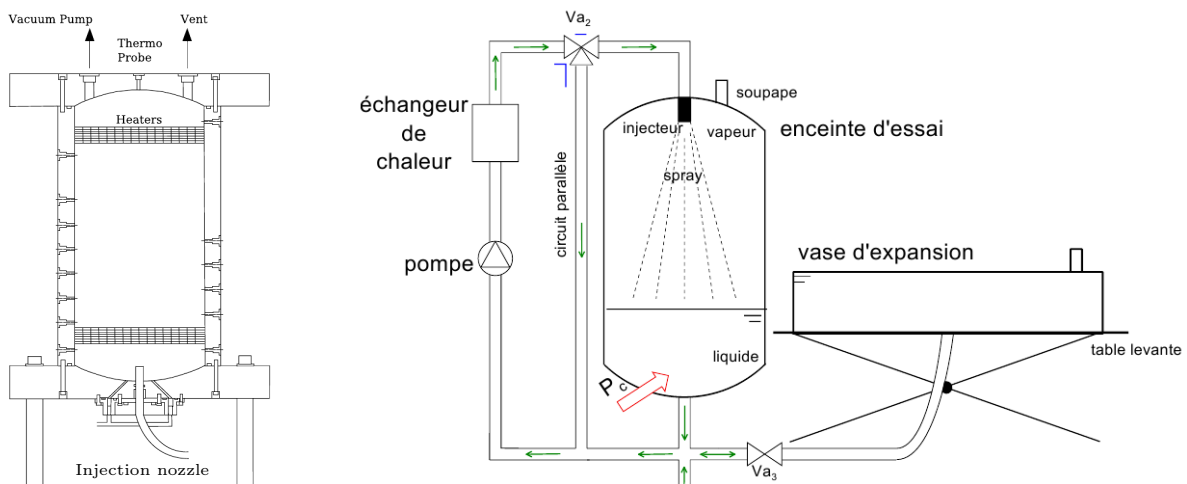 Vacuum Pump
Vent
Thermo
Probe
Heaters
Injection nozzle
Va₂
échangeur
de
chaleur
pompe
circuit parallèle
injecteur
vapeur
soupape
enceinte d'essai
spray
liquide
P c
vase d'expansion
table levante
Va₃